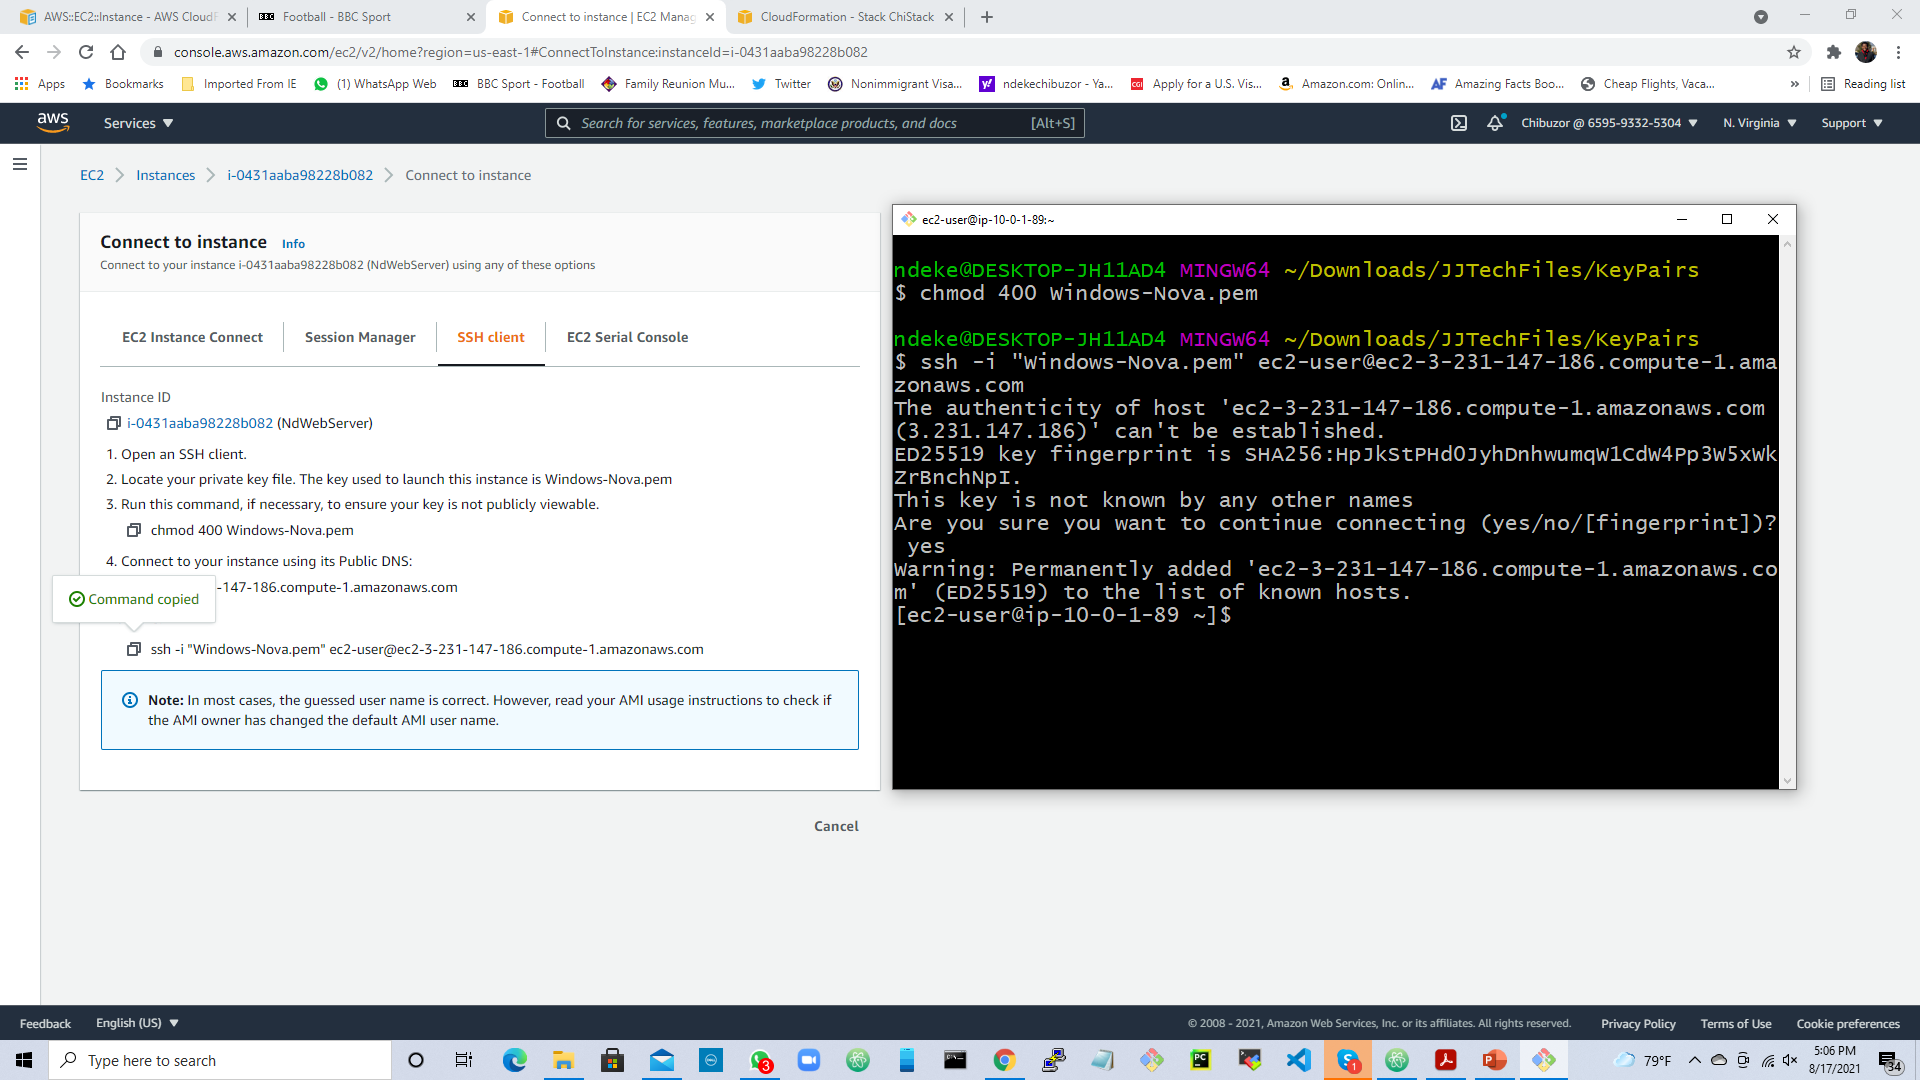 AWS::EC2::Instance - AWS CloudF
Football - BBC Sport
Connect to instance | EC2 Manag
CloudFormation - Stack ChiStack
console.aws.amazon.com/ec2/v2/home?region=us-east-1#ConnectToInstance:instanceId=i-0431aaba98228b082
Apps
Bookmarks
Imported From IE
(1) WhatsApp Web
BBC Sport - Football
Family Reunion Mu...
Twitter
Nonimmigrant Visa...
ndekechibuzor - Ya...
Apply for a U.S. Vis...
Amazon.com: Onlin...
Amazing Facts Boo...
Cheap Flights, Vaca...
Reading list
aws
Services
Search for services, features, marketplace products, and docs
[Alt+S]
Chibuzor @ 6595-9332-5304
N. Virginia
Support
EC2
Instances
i-0431aaba98228b082
Connect to instance
Connect to instance Info
Connect to your instance i-0431aaba98228b082 (NdWebServer) using any of these options
EC2 Instance Connect
Session Manager
SSH client
EC2 Serial Console
Instance ID
i-0431aaba98228b082 (NdWebServer)
1. Open an SSH client.
2. Locate your private key file. The key used to launch this instance is Windows-Nova.pem
3. Run this command, if necessary, to ensure your key is not publicly viewable.
chmod 400 Windows-Nova.pem
4. Connect to your instance using its Public DNS:
-147-186.compute-1.amazonaws.com
Command copied
ssh -i "Windows-Nova.pem" ec2-user@ec2-3-231-147-186.compute-1.amazonaws.com
Note: In most cases, the guessed user name is correct. However, read your AMI usage instructions to check if
the AMI owner has changed the default AMI user name.
Cancel
ec2-user@ip-10-0-1-89:~
ndeke@DESKTOP-JH11AD4 MINGW64 ~/Downloads/JJTechFiles/KeyPairs
$ chmod 400 Windows-Nova.pem
ndeke@DESKTOP-JH11AD4 MINGW64 ~/Downloads/JJTechFiles/KeyPairs
$ ssh -i "Windows-Nova.pem" ec2-user@ec2-3-231-147-186.compute-1.ama
zonaws.com
The authenticity of host 'ec2-3-231-147-186.compute-1.amazonaws.com
(3.231.147.186)' can't be established.
ED25519 key fingerprint is SHA256:HpJkStPHdOJyhDnhwumqW1CdW4Pp3W5xWk
ZrBnchNpI.
This key is not known by any other names
Are you sure you want to continue connecting (yes/no/[fingerprint])?
yes
Warning: Permanently added 'ec2-3-231-147-186.compute-1.amazonaws.co
m' (ED25519) to the list of known hosts.
[ec2-user@ip-10-0-1-89 ~]$
Feedback
English (US)
© 2008 - 2021, Amazon Web Services, Inc. or its affiliates. All rights reserved.
Privacy Policy
Terms of Use
Cookie preferences
Type here to search
3
1
79°F
5:06 PM
8/17/2021
34